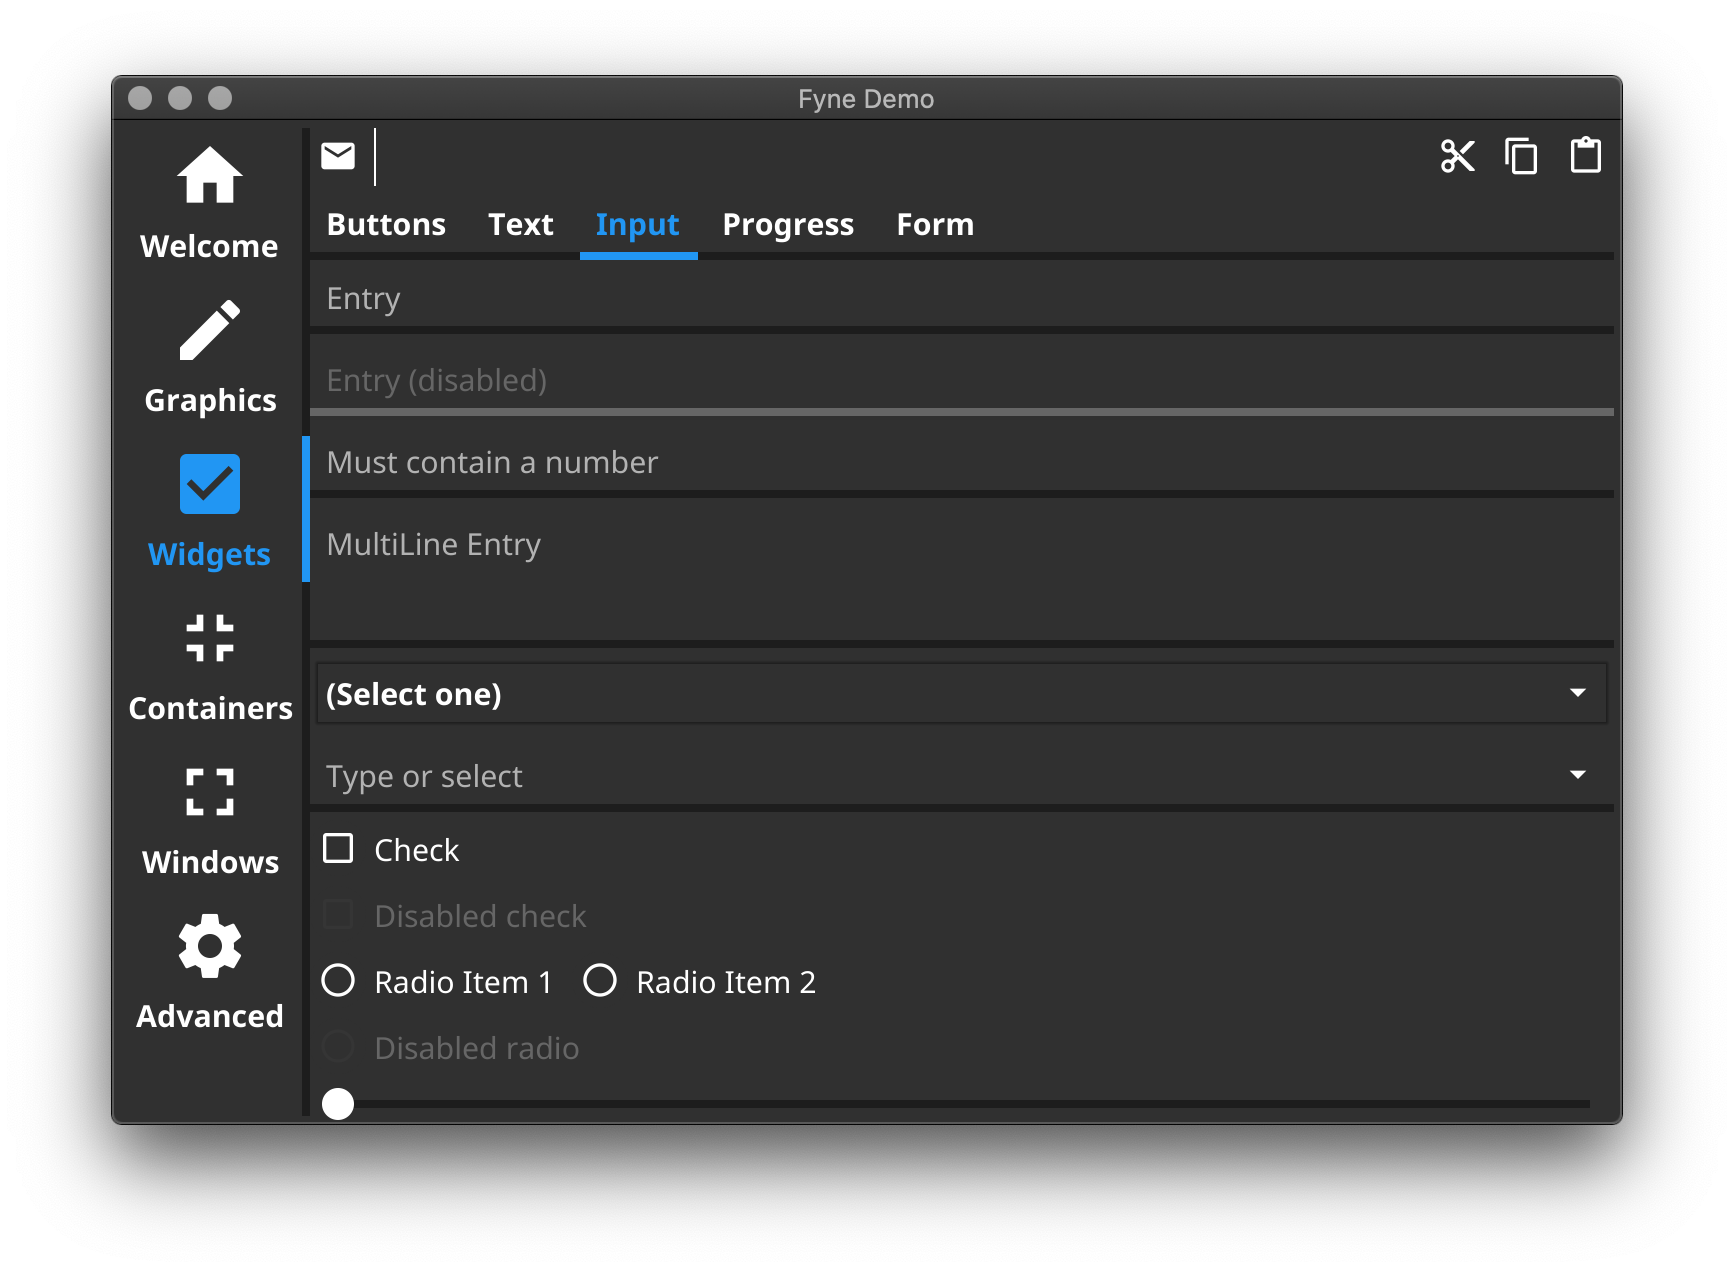 Fyne Demo
Welcome
Graphics
Widgets
Containers
Windows
Advanced
Buttons Text Input Progress Form
Entry
Entry (disabled)
Must contain a number
MultiLine Entry
(Select one)
Type or select
Check
Disabled check
Radio Item 1 Radio Item 2
Disabled radio